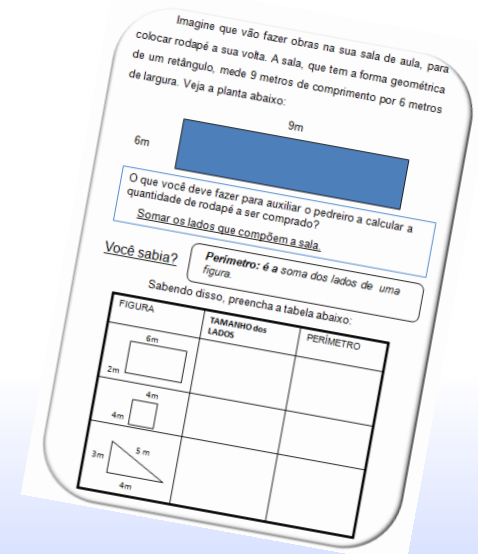 Imagine que vão fazer obras na sua sala de aula, para
colocar rodapé a sua volta. A sala, que tem a forma geométrica
de um retângulo, mede 9 metros de comprimento por 6 metros
de largura. Veja a planta abaixo:
9m
6m
O que você deve fazer para auxiliar o pedreiro a calcular a
quantidade de rodapé a ser comprado?
Somar os lados que compõem a sala.
Você sabia?
Perímetro: é a soma dos lados de uma
figura.
Sabendo disso, preencha a tabela abaixo:
FIGURA
TAMANHO dos
LADOS
PERÍMETRO
6m
2m
4m
4m
3m
5 m
4m